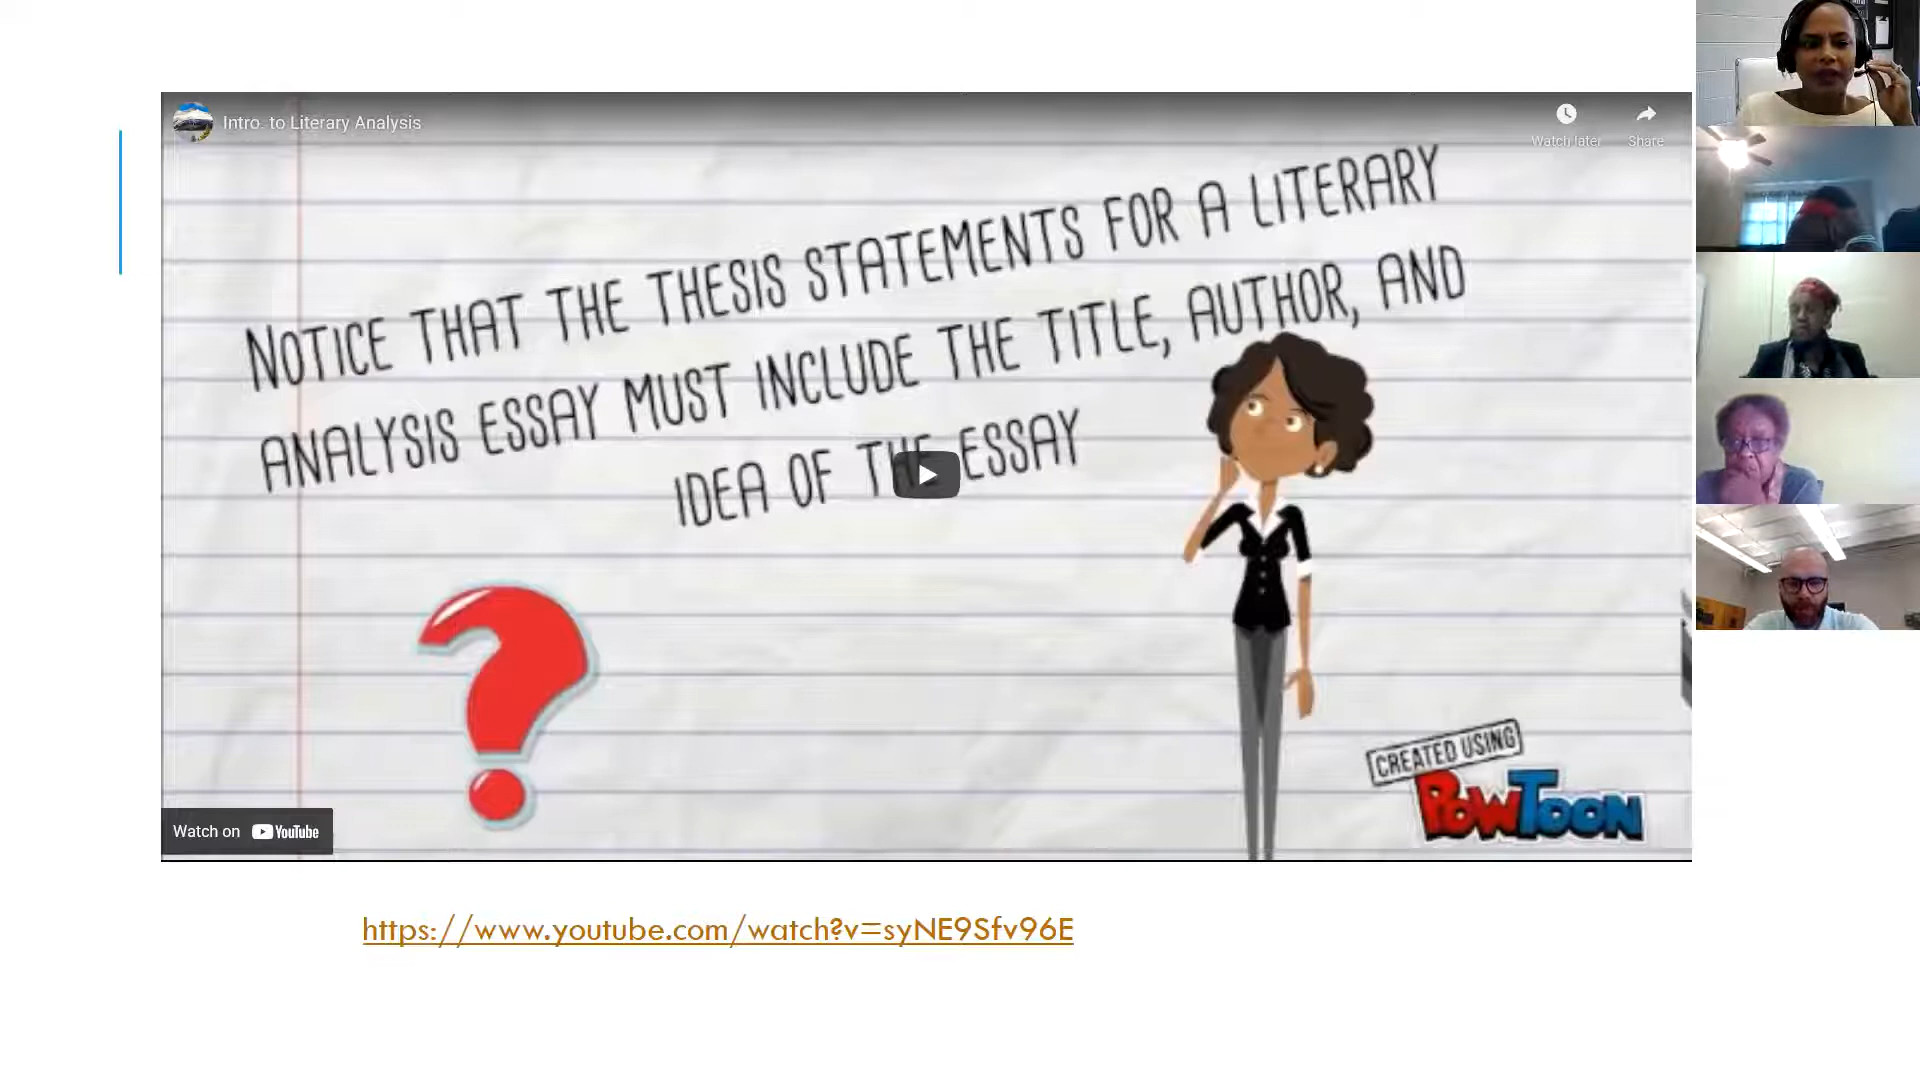 Intro. to Literary Analysis
Watch later
Share
NOTICE THAT THE THESIS STATEMENTS FOR A LITERARY
ANALYSIS ESSAY MUST INCLUDE THE TITLE, AUTHOR, AND
IDEA OF THE ESSAY
CREATED USING
POWTOON
Watch on YouTube
https://www.youtube.com/watch?v=syNE9Sfv96E